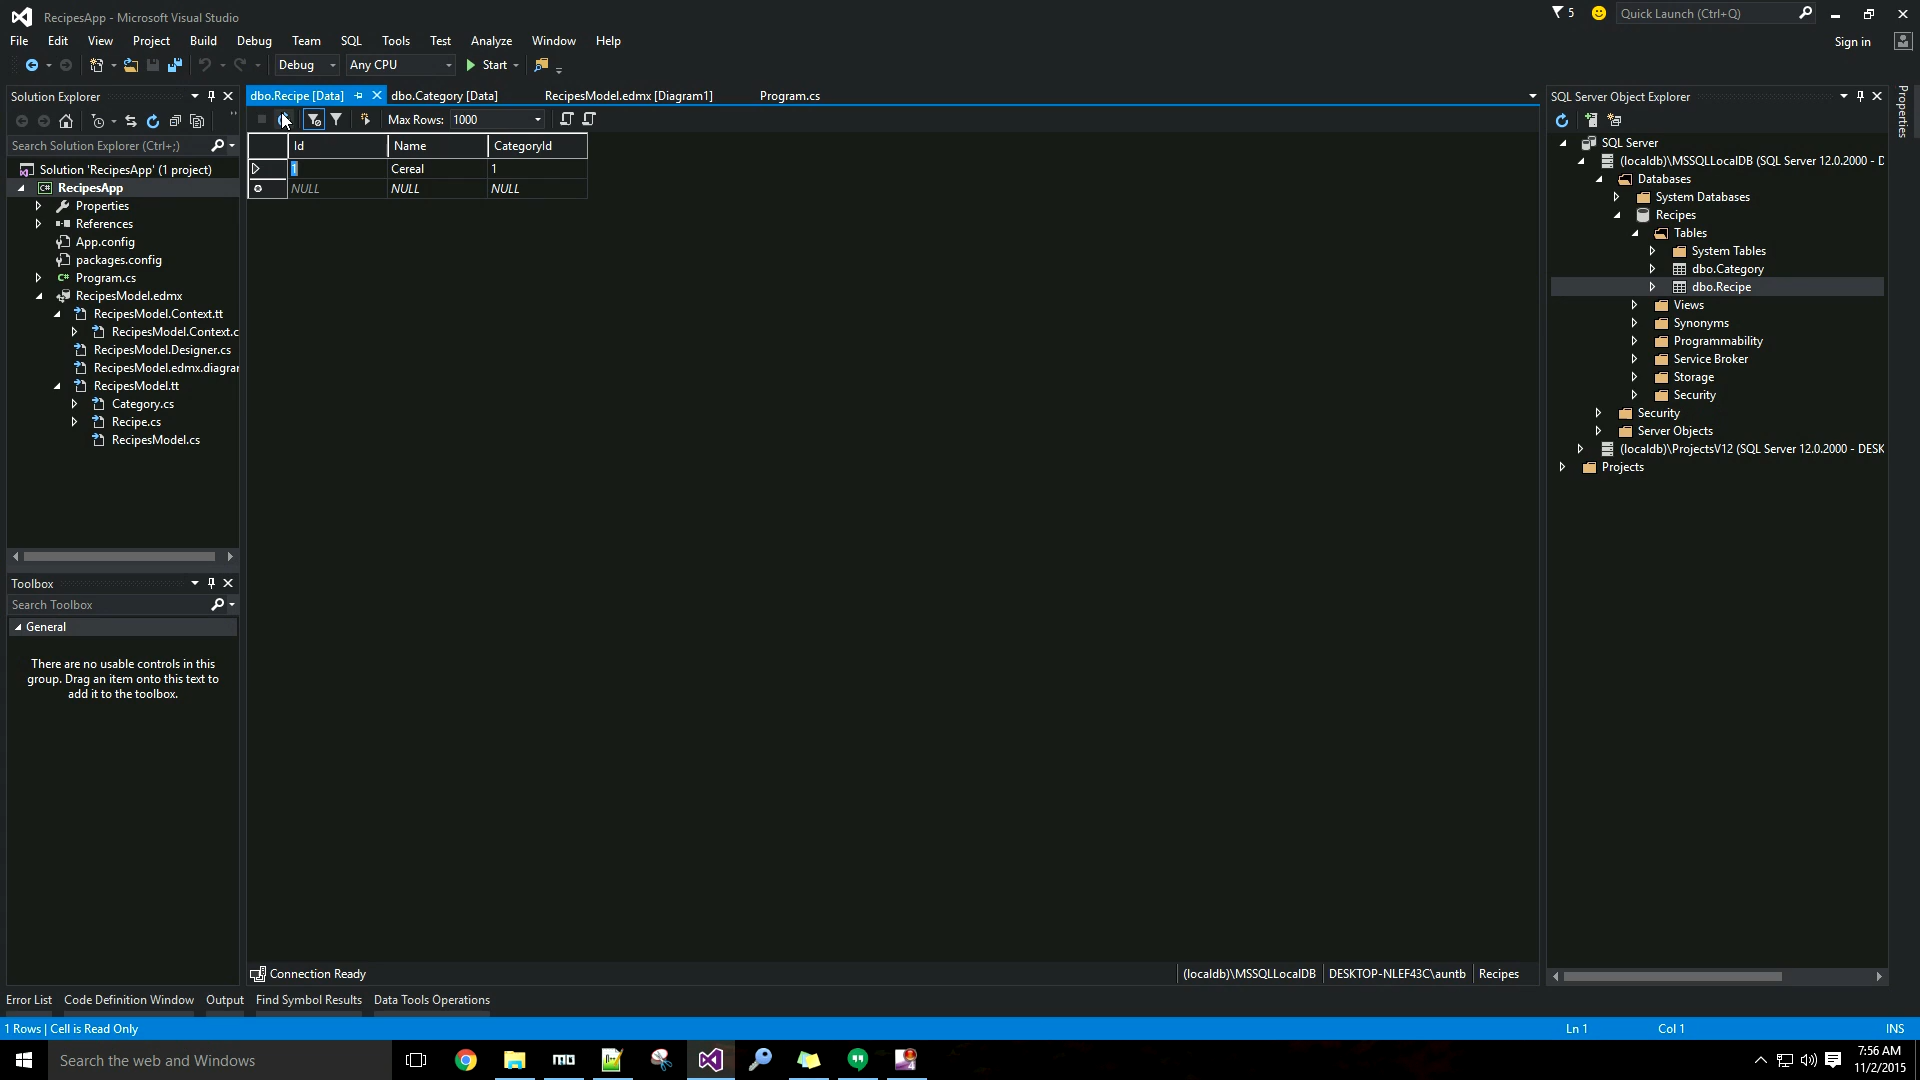 RecipesApp - Microsoft Visual Studio
5
Quick Launch (Ctrl+Q)
File Edit View Project Build Debug Team SQL Tools Test Analyze Window Help
Sign in
Debug
Any CPU
Start
Solution Explorer
Search Solution Explorer (Ctrl+;)
Solution 'RecipesApp' (1 project)
C# RecipesApp
Properties
References
App.config
packages.config
C# Program.cs
RecipesModel.edmx
RecipesModel.Context.tt
RecipesModel.Context.c
RecipesModel.Designer.cs
RecipesModel.edmx.diagrar
RecipesModel.tt
Category.cs
Recipe.cs
RecipesModel.cs
Toolbox
Search Toolbox
General
There are no usable controls in this
group. Drag an item onto this text to
add it to the toolbox.
dbo.Recipe [Data]
dbo.Category [Data]
RecipesModel.edmx [Diagram1]
Program.cs
Max Rows: 1000
Id Name CategoryId
1 Cereal 1
NULL NULL NULL
Connection Ready
(localdb)\MSSQLLocalDB
DESKTOP-NLEF43C\auntb
Recipes
SQL Server Object Explorer
SQL Server
(localdb)\MSSQLLocalDB (SQL Server 12.0.2000 - D
Databases
System Databases
Recipes
Tables
System Tables
dbo.Category
dbo.Recipe
Views
Synonyms
Programmability
Service Broker
Storage
Security
Security
Server Objects
(localdb)\ProjectsV12 (SQL Server 12.0.2000 - DESK
Projects
Properties
Error List Code Definition Window Output Find Symbol Results Data Tools Operations
1 Rows | Cell is Read Only
Ln 1
Col 1
INS
Search the web and Windows
mo
4
7:56 AM
11/2/2015